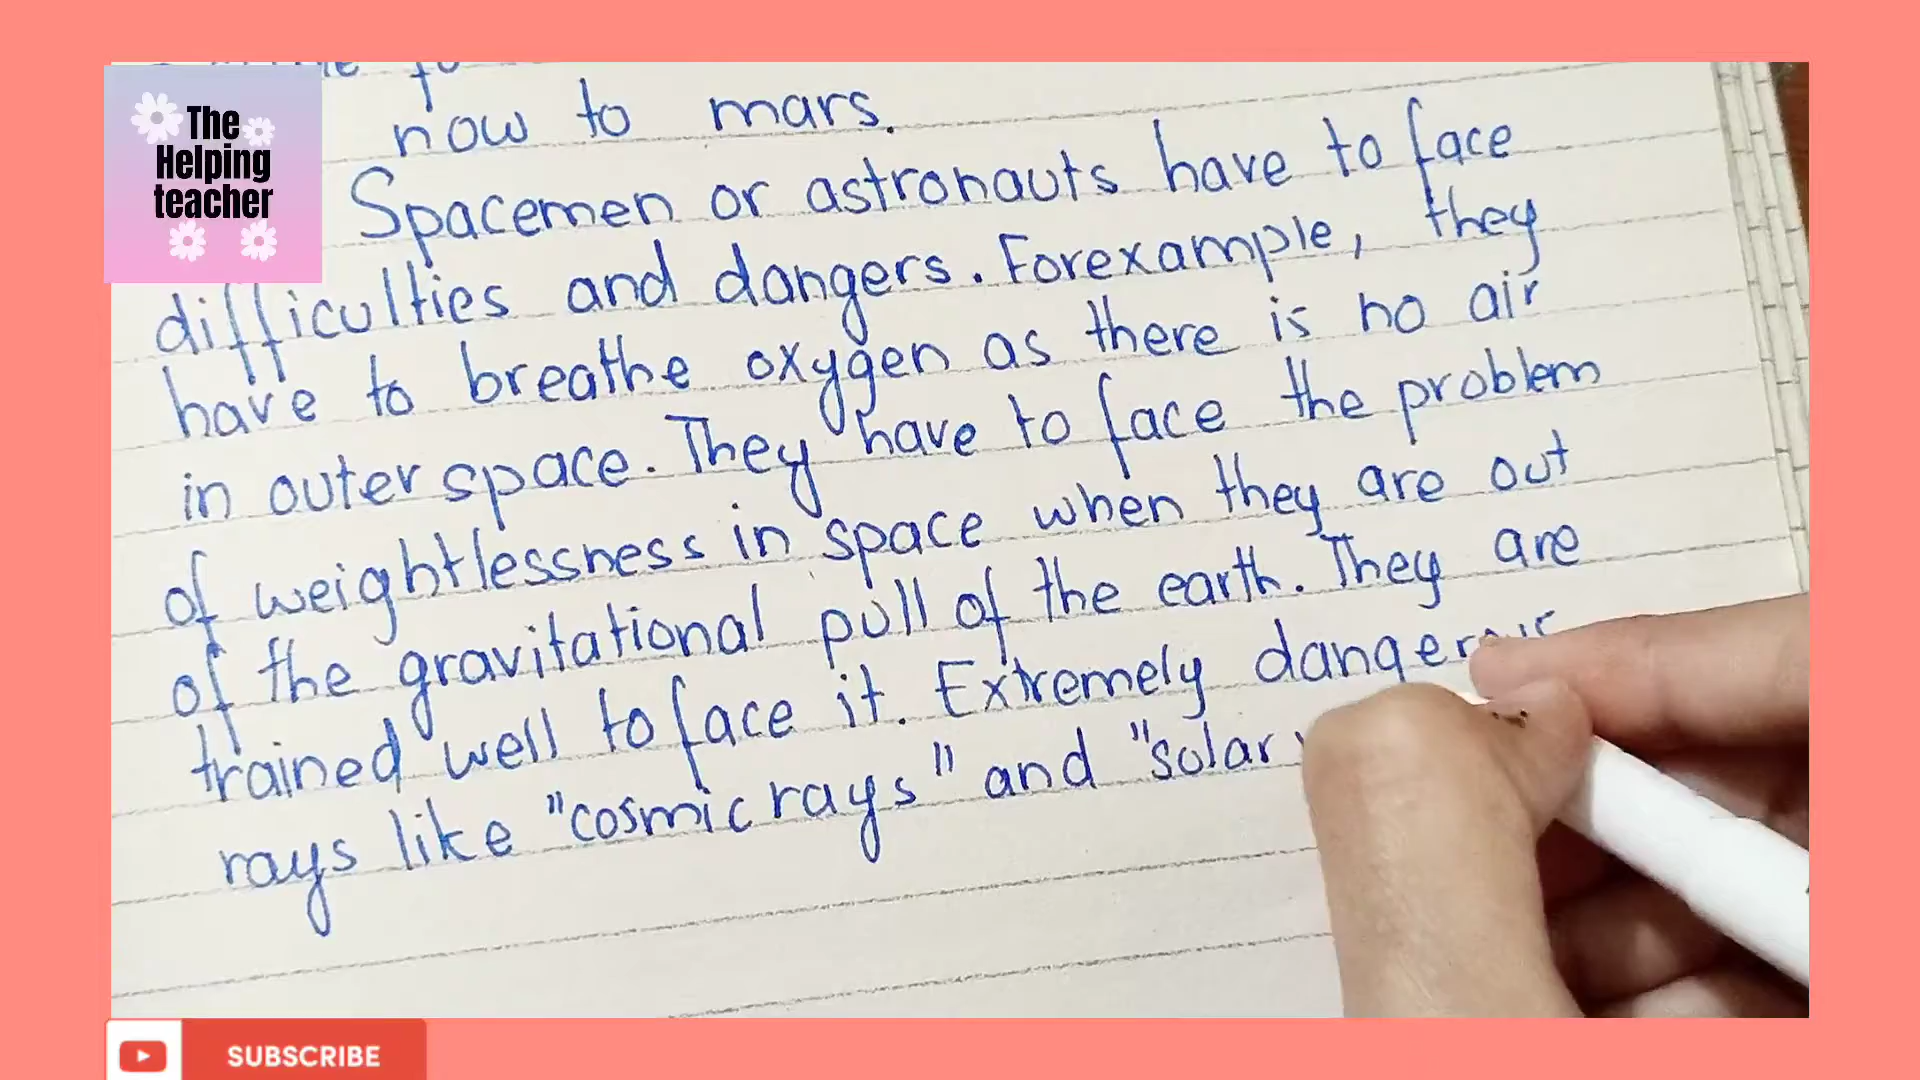 now to mars.
Spacemen or astronauts have to face
difficulties and dangers. Forexample, they
have to breathe oxygen as there is no air
in outer space. They have to face the problem
of weightlessness in space when they are out
of the gravitational pull of the earth. They are
trained well to face it. Extremely dangerous
rays like "cosmic rays" and "solar
The
Helping
teacher
SUBSCRIBE